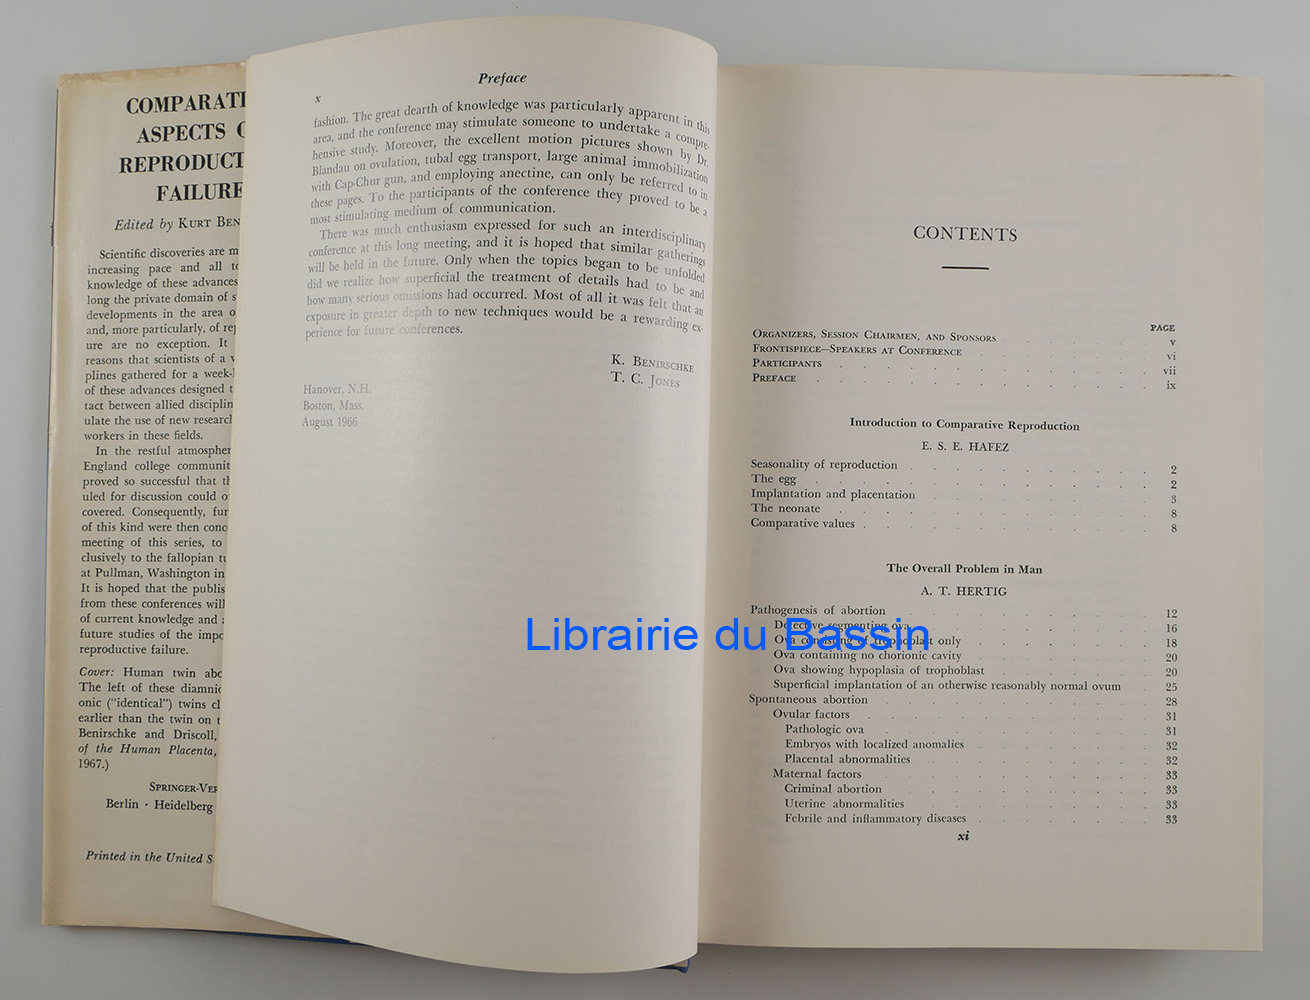 COMPARATI
ASPECTS O
REPRODUCT
FAILURE
Edited by KURT BEN
Scientific discoveries are m
increasing pace and all to
knowledge of these advances
long the private domain of s
developments in the area o
and, more particularly, of rep
ure are no exception. It
reasons that scientists of a v
plines gathered for a week-l
of these advances designed t
tact between allied disciplin
ulate the use of new research
workers in these fields.
In the restful atmospher
England college communit
proved so successful that th
uled for discussion could o
covered. Consequently, fur
of this kind were then conc
meeting of this series, to
clusively to the fallopian tu
at Pullman, Washington in
It is hoped that the publis
from these conferences will
of current knowledge and a
future studies of the impo
reproductive failure.
Cover: Human twin abo
The left of these diamnio
onic ("identical") twins cl
earlier than the twin on t
Benirschke and Driscoll,
of the Human Placenta,
1967.)
SPRINGER-VER
Berlin · Heidelberg
Printed in the United S
Preface
x
fashion. The great dearth of knowledge was particularly apparent in this
area, and the conference may stimulate someone to undertake a compre-
hensive study. Moreover, the excellent motion pictures shown by Dr.
Blandau on ovulation, tubal egg transport, large animal immobilization
with Cap-Chur gun, and employing anectine, can only be referred to in
these pages. To the participants of the conference they proved to be a
most stimulating medium of communication.
There was much enthusiasm expressed for such an interdisciplinary
conference at this long meeting, and it is hoped that similar gatherings
will be held in the future. Only when the topics began to be unfolded
did we realize how superficial the treatment of details had to be and
how many serious omissions had occurred. Most of all it was felt that an
exposure in greater depth to new techniques would be a rewarding ex-
perience for future conferences.
K. BENIRSCHKE
T. C. JONES
Hanover, N.H.
Boston, Mass.
August 1966
CONTENTS
PAGE
ORGANIZERS, SESSION CHAIRMEN, AND SPONSORS . . . v
FRONTISPIECE—SPEAKERS AT CONFERENCE . . . vi
PARTICIPANTS . . . vii
PREFACE . . . ix
Introduction to Comparative Reproduction
E. S. E. HAFEZ
Seasonality of reproduction . . . 2
The egg . . . 2
Implantation and placentation . . . 3
The neonate . . . 8
Comparative values . . . 8
The Overall Problem in Man
A. T. HERTIG
Pathogenesis of abortion . . . 12
Defective segmenting ova . . . 16
Ova consisting of trophoblast only . . . 18
Ova containing no chorionic cavity . . . 20
Ova showing hypoplasia of trophoblast . . . 20
Superficial implantation of an otherwise reasonably normal ovum . 25
Spontaneous abortion . . . 28
Ovular factors . . . 31
Pathologic ova . . . 31
Embryos with localized anomalies . . . 32
Placental abnormalities . . . 32
Maternal factors . . . 33
Criminal abortion . . . 33
Uterine abnormalities . . . 33
Febrile and inflammatory diseases . . . 33
xi
Librairie du Bassin